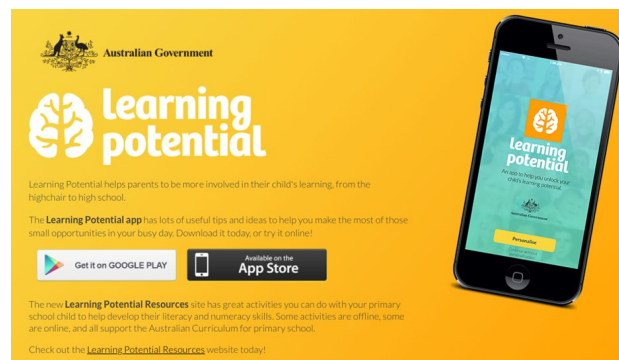 Australian Government
learning
potential
Learning Potential helps parents to be more involved in their child's learning, from the
highchair to high school.
The Learning Potential app has lots of useful tips and ideas to help you make the most of those
small opportunities in your busy day. Download it today, or try it online!
Get it on GOOGLE PLAY
Available on the
App Store
The new Learning Potential Resources site has great activities you can do with your primary
school child to help develop their literacy and numeracy skills. Some activities are offline, some
are online, and all support the Australian Curriculum for primary school.
Check out the Learning Potential Resources website today!
learning
potential
An app to help you unlock your
child's learning potential
Australian Government
Personalise